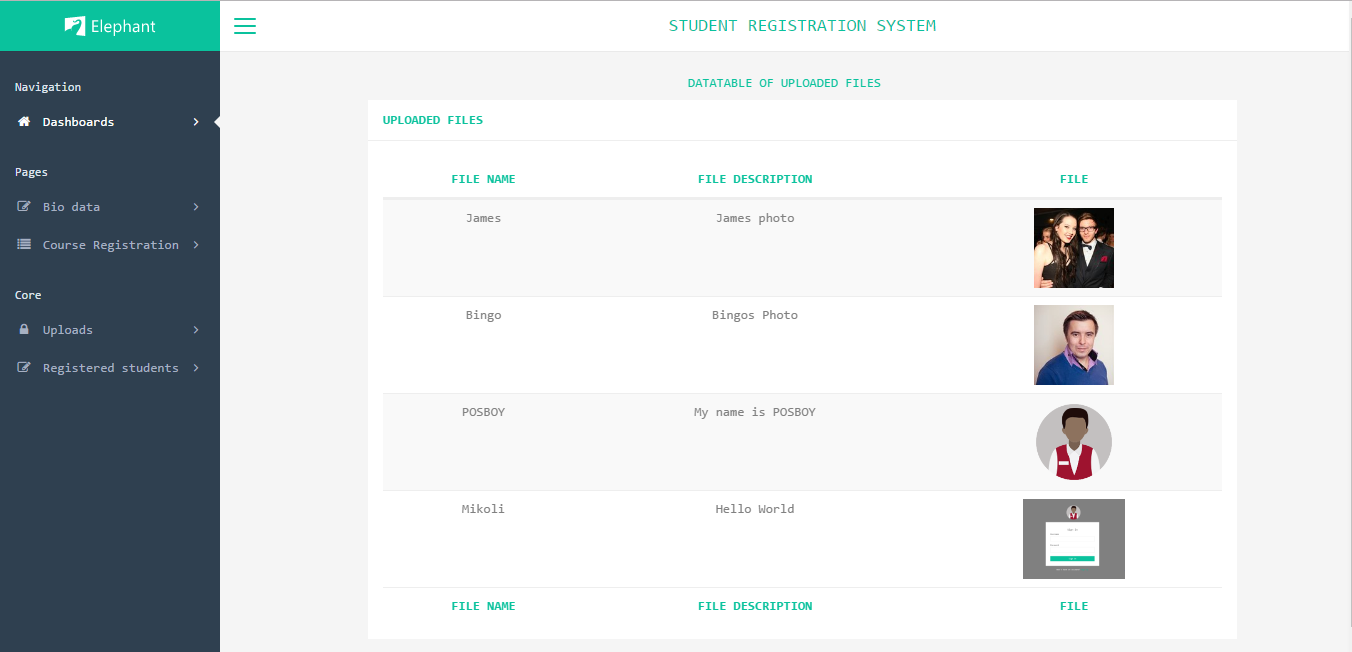 Elephant
STUDENT REGISTRATION SYSTEM
Navigation
Dashboards
Pages
Bio data
Course Registration
Core
Uploads
Registered students
DATATABLE OF UPLOADED FILES
UPLOADED FILES
FILE NAME FILE DESCRIPTION FILE
James James photo
Bingo Bingos Photo
POSBOY My name is POSBOY
Mikoli Hello World
FILE NAME FILE DESCRIPTION FILE